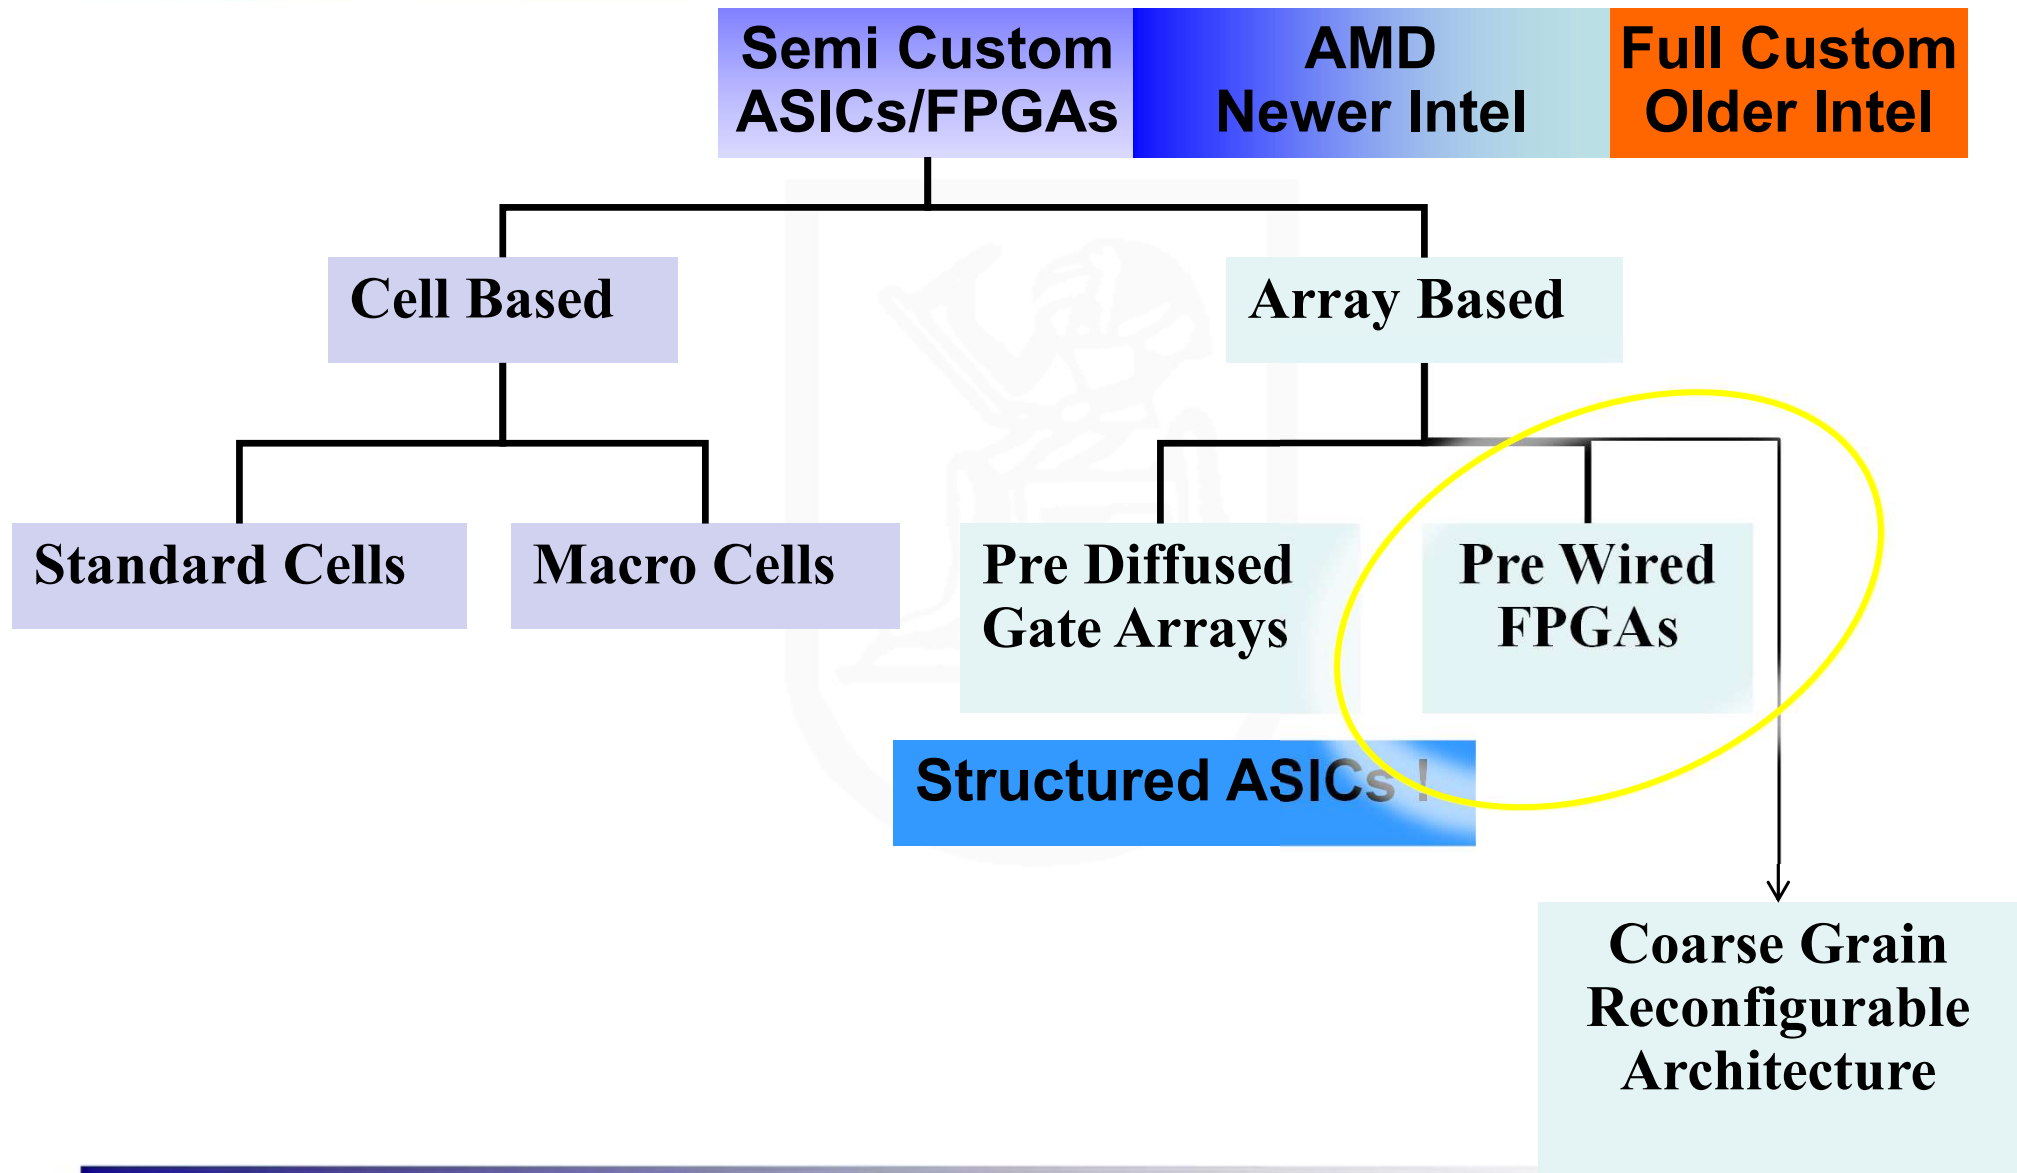 Semi Custom
ASICs/FPGAs
AMD
Newer Intel
Full Custom
Older Intel
Cell Based
Array Based
Standard Cells
Macro Cells
Pre Diffused
Gate Arrays
Pre Wired
FPGAs
Structured ASICs !
Coarse Grain
Reconfigurable
Architecture